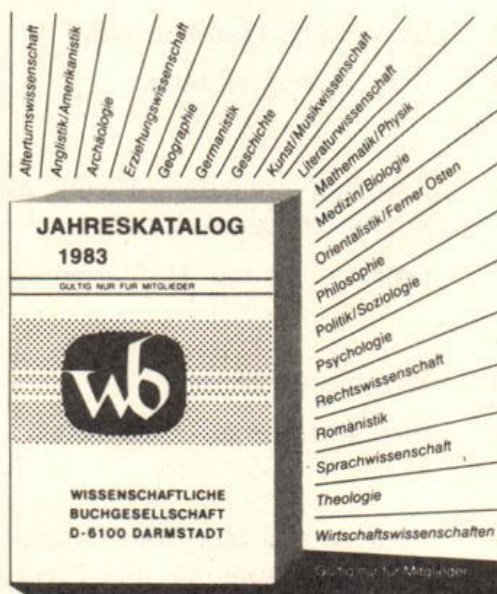 Altertumswissenschaft
Anglistik/Amerikanistik
Archäologie
Erziehungswissenschaft
Geographie
Germanistik
Geschichte
Kunst/Musikwissenschaft
Literaturwissenschaft
Mathematik/Physik
Medizin/Biologie
Orientalistik/Ferner Osten
Philosophie
Politik/Soziologie
Psychologie
Rechtswissenschaft
Romanistik
Sprachwissenschaft
Theologie
Wirtschaftswissenschaften
Gültig nur für Mitglieder
JAHRESKATALOG
1983
GÜLTIG NUR FÜR MITGLIEDER
wb
WISSENSCHAFTLICHE
BUCHGESELLSCHAFT
D-6100 DARMSTADT